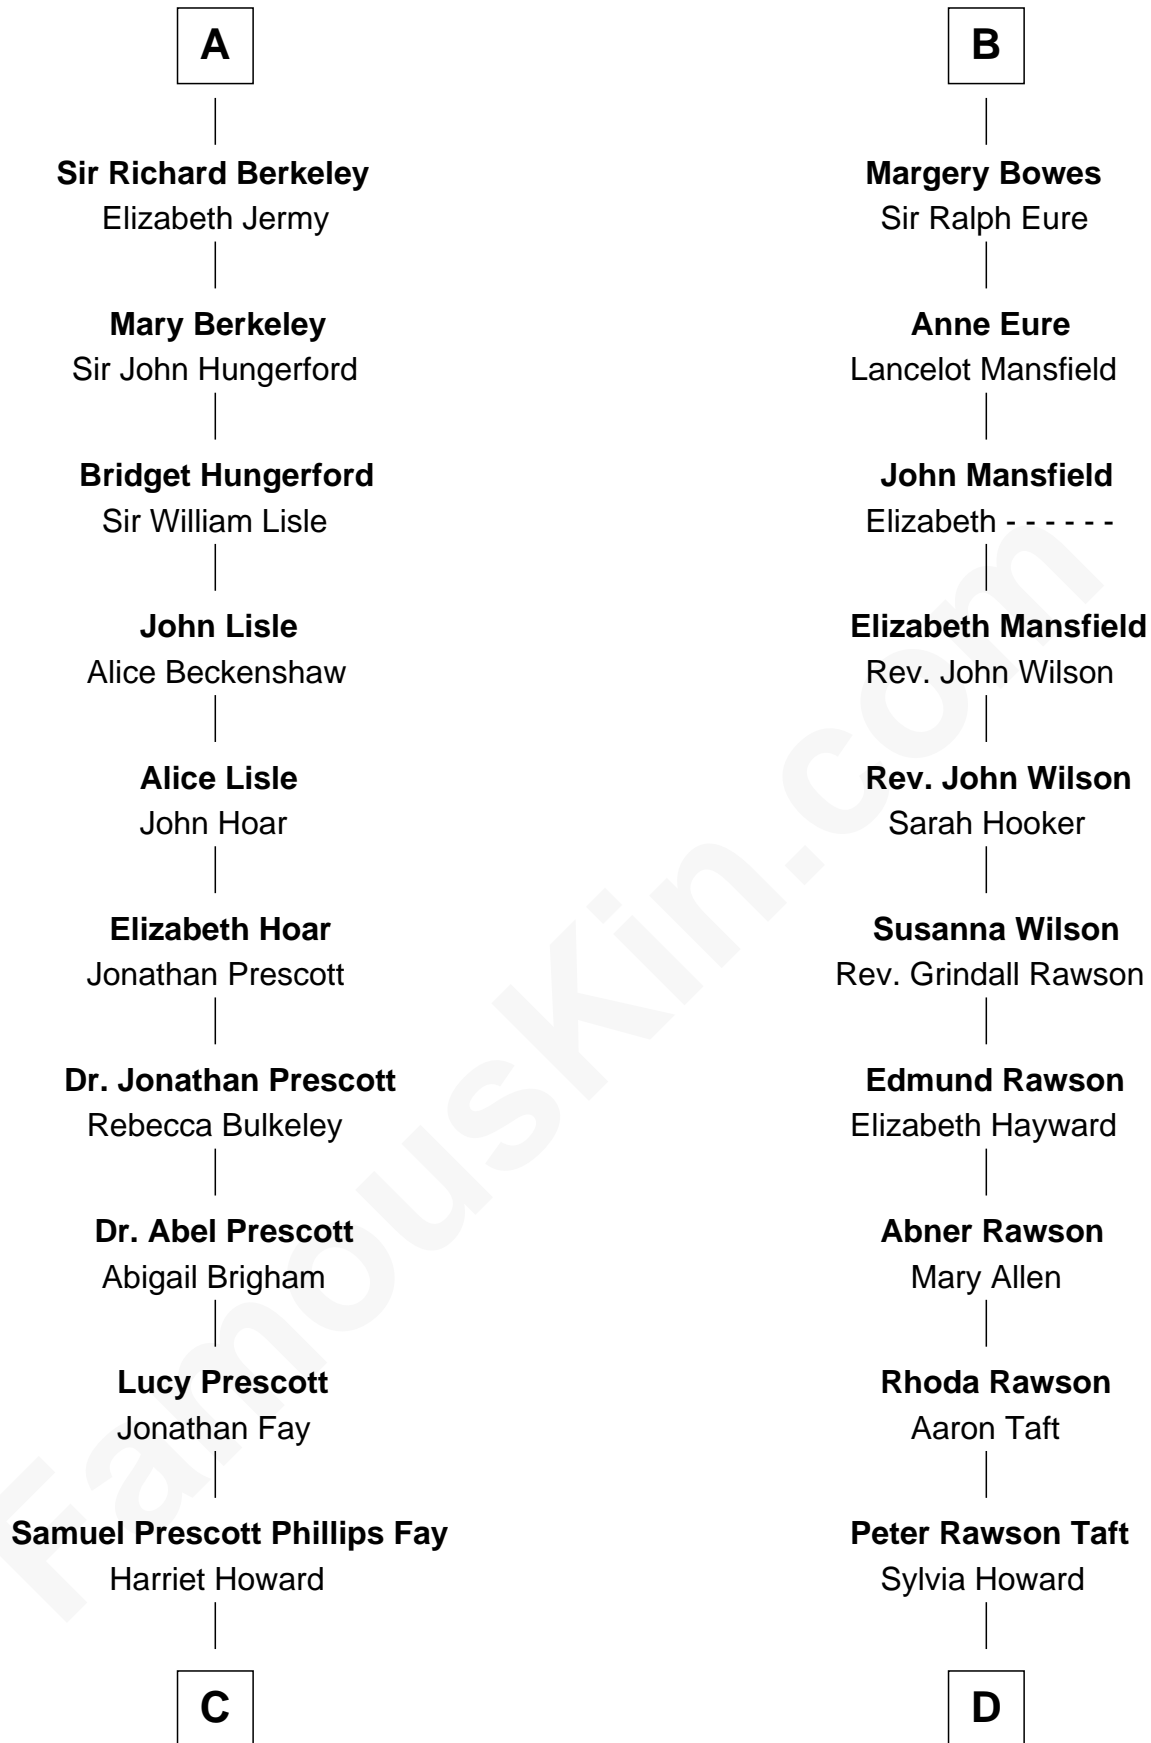 A
Sir Richard Berkeley
Elizabeth Jermy
Mary Berkeley
Sir John Hungerford
Bridget Hungerford
Sir William Lisle
John Lisle
Alice Beckenshaw
Alice Lisle
John Hoar
Elizabeth Hoar
Jonathan Prescott
Dr. Jonathan Prescott
Rebecca Bulkeley
Dr. Abel Prescott
Abigail Brigham
Lucy Prescott
Jonathan Fay
Samuel Prescott Phillips Fay
Harriet Howard
C
B
Margery Bowes
Sir Ralph Eure
Anne Eure
Lancelot Mansfield
John Mansfield
Elizabeth - - - - - -
Elizabeth Mansfield
Rev. John Wilson
Rev. John Wilson
Sarah Hooker
Susanna Wilson
Rev. Grindall Rawson
Edmund Rawson
Elizabeth Hayward
Abner Rawson
Mary Allen
Rhoda Rawson
Aaron Taft
Peter Rawson Taft
Sylvia Howard
D
FamousKin.com